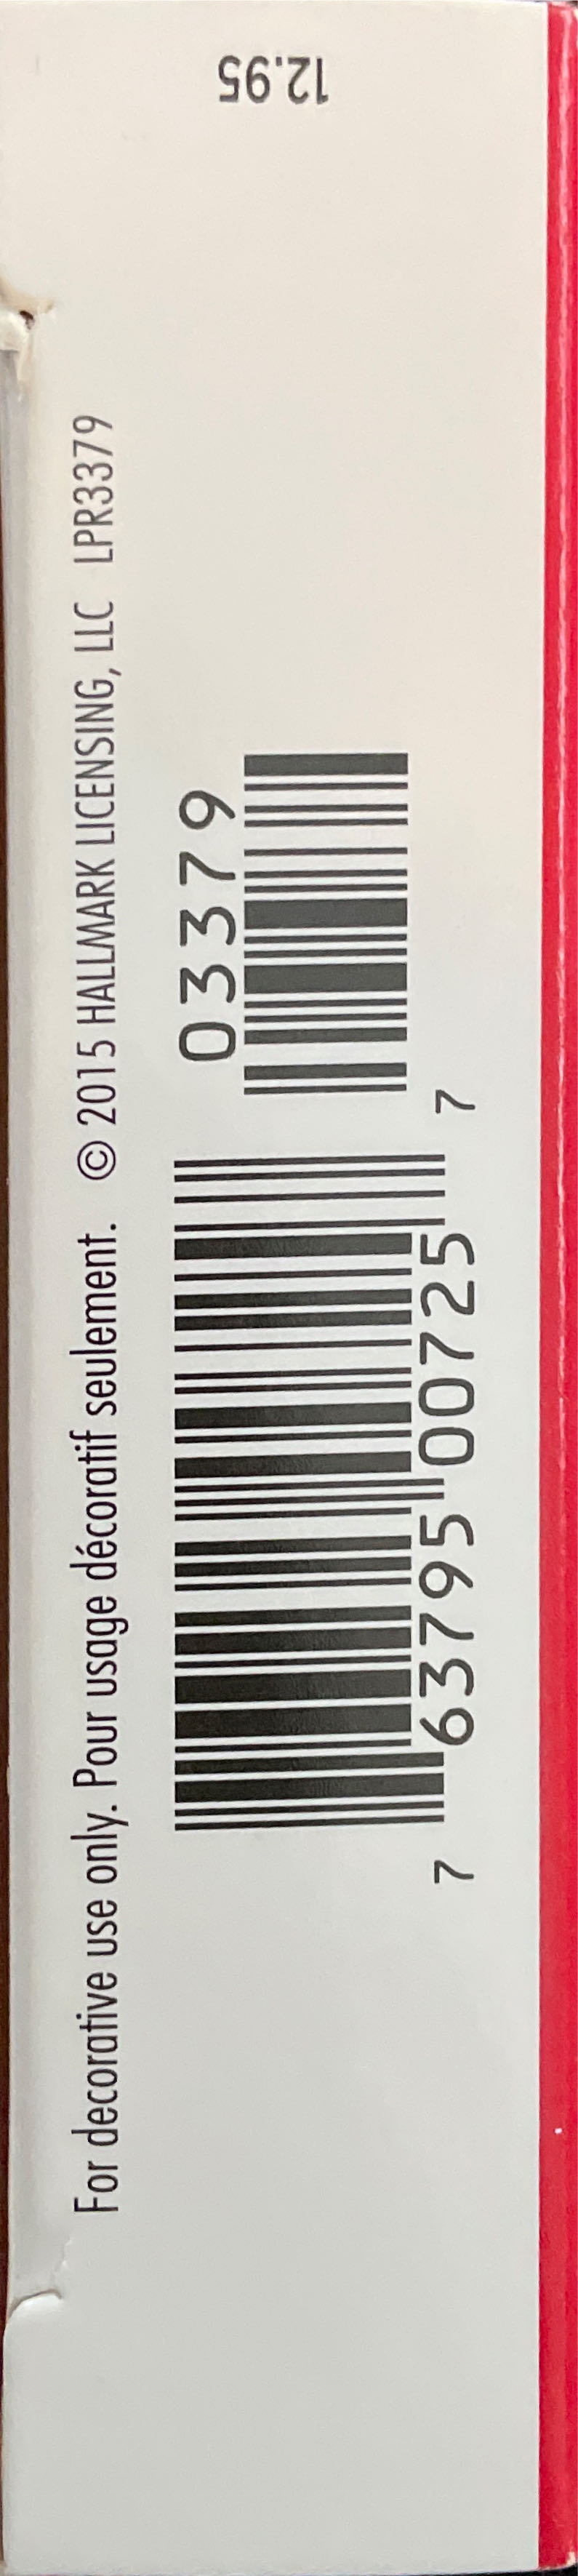 For decorative use only. Pour usage décoratif seulement. © 2015 HALLMARK LICENSING, LLC LPR3379
03379
7 63795 00725 7
12.95